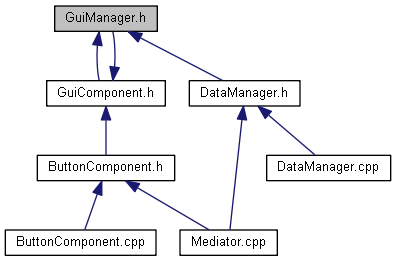 GuiManager.h
GuiComponent.h
DataManager.h
ButtonComponent.h
DataManager.cpp
ButtonComponent.cpp
Mediator.cpp